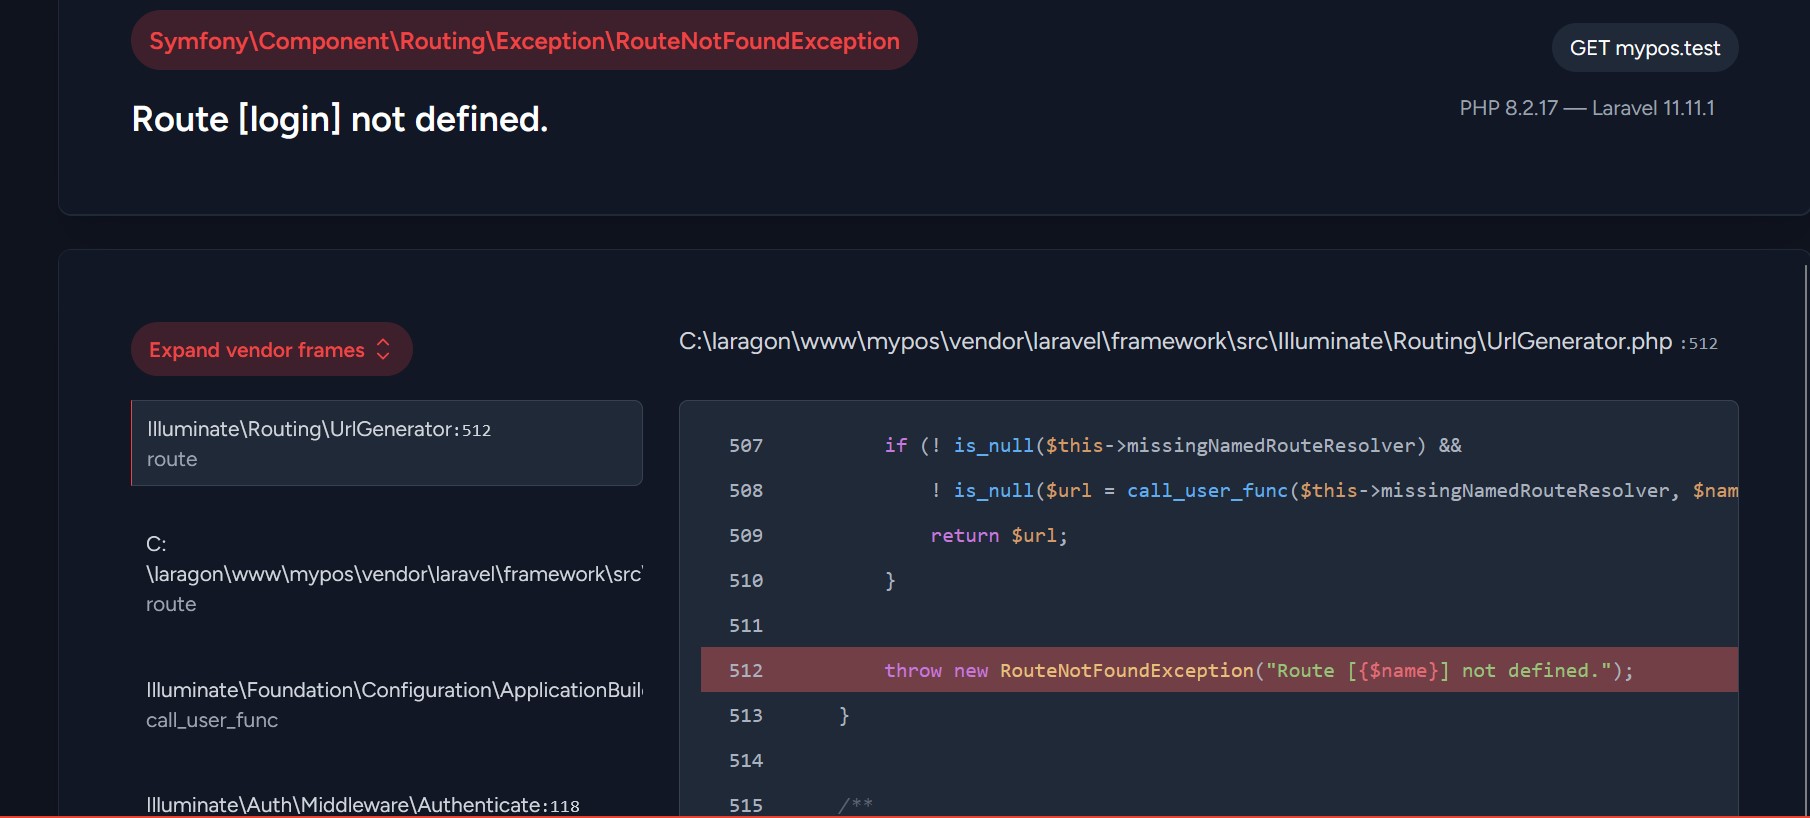 Symfony\Component\Routing\Exception\RouteNotFoundException
GET mypos.test
Route [login] not defined.
PHP 8.2.17 — Laravel 11.11.1
Expand vendor frames
Illuminate\Routing\UrlGenerator:512
route
C:
\laragon\www\mypos\vendor\laravel\framework\src\
route
Illuminate\Foundation\Configuration\ApplicationBuil
call_user_func
Illuminate\Auth\Middleware\Authenticate:118
C:\laragon\www\mypos\vendor\laravel\framework\src\Illuminate\Routing\UrlGenerator.php :512
507 if (! is_null($this->missingNamedRouteResolver) &&
508 ! is_null($url = call_user_func($this->missingNamedRouteResolver, $nam
509 return $url;
510 }
511
512 throw new RouteNotFoundException("Route [{$name}] not defined.");
513 }
514
515 /**